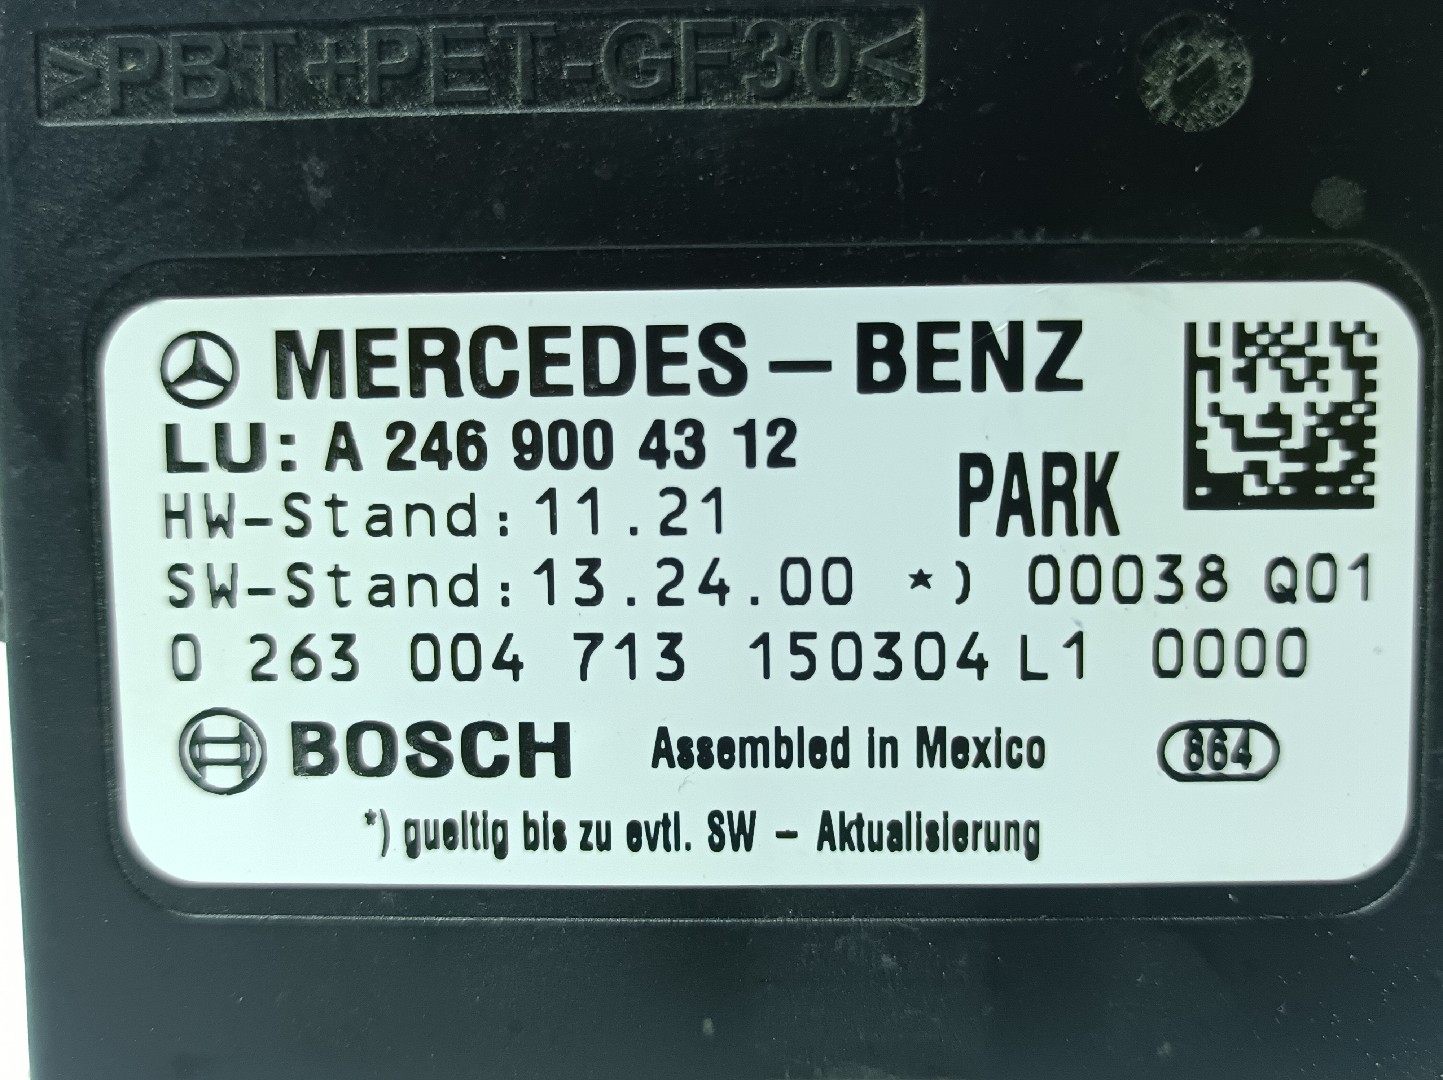 >PBT+PET-GF30<
MERCEDES-BENZ
LU: A 246 900 43 12
PARK
HW-Stand: 11.21
SW-Stand: 13.24.00 *) 00038 Q01
0 263 004 713 150304 L1 0000
BOSCH Assembled in Mexico 864
*) gueltig bis zu evtl. SW - Aktualisierung